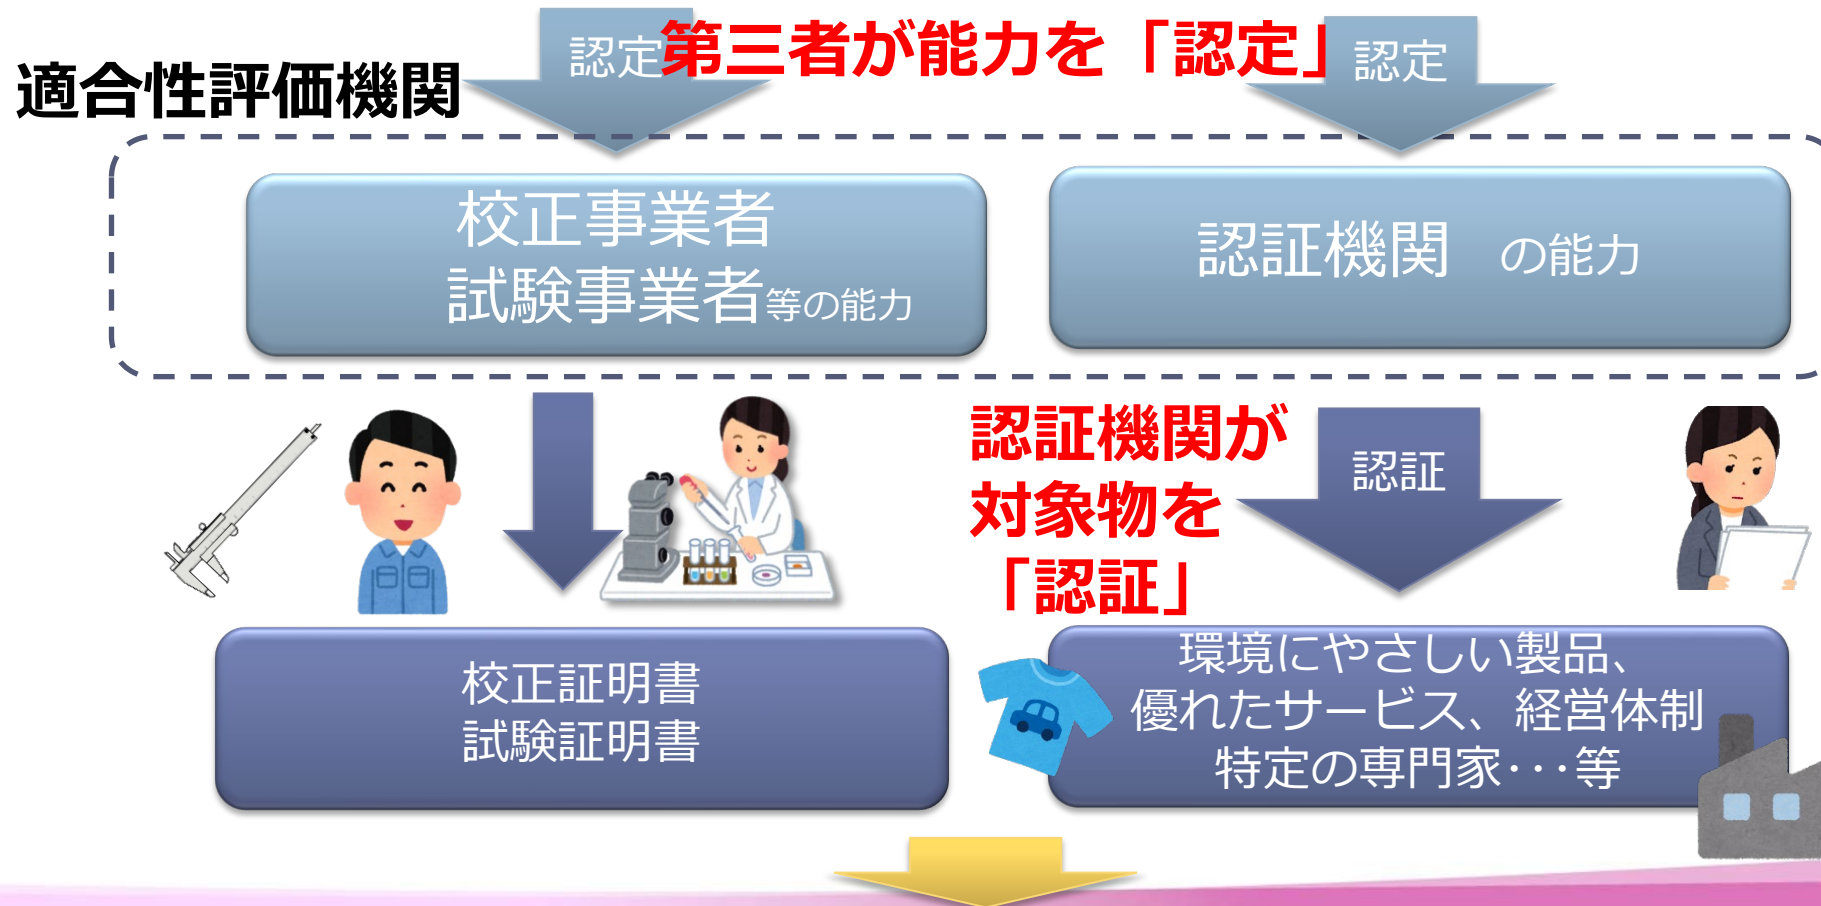 認定
第三者が能力を「認定」
認定
適合性評価機関
校正事業者
試験事業者等の能力
認証機関　の能力
認証機関が
対象物を
「認証」
認証
校正証明書
試験証明書
環境にやさしい製品、
優れたサービス、経営体制
特定の専門家･･･等